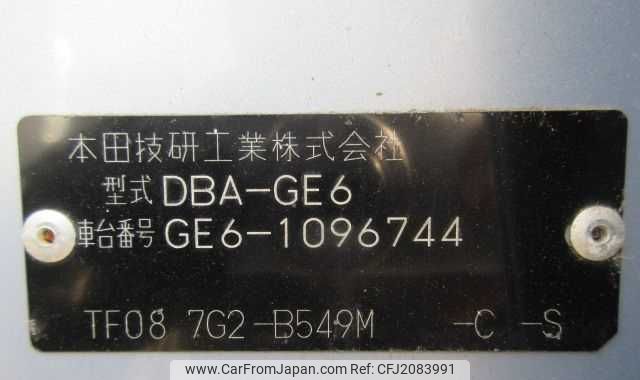 本田技研工業株式会社
型式 DBA-GE6
車台番号 GE6-1096744
TF08 7G2-B549M -C -S
www.CarFromJapan.com | REF:CFJ2083991